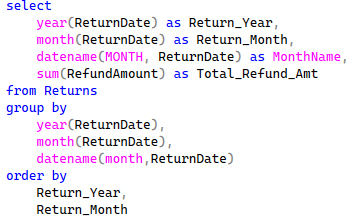 select
    year(ReturnDate) as Return_Year,
    month(ReturnDate) as Return_Month,
    datename(MONTH, ReturnDate) as MonthName,
    sum(RefundAmount) as Total_Refund_Amt
from Returns
group by
    year(ReturnDate),
    month(ReturnDate),
    datename(month,ReturnDate)
order by
    Return_Year,
    Return_Month